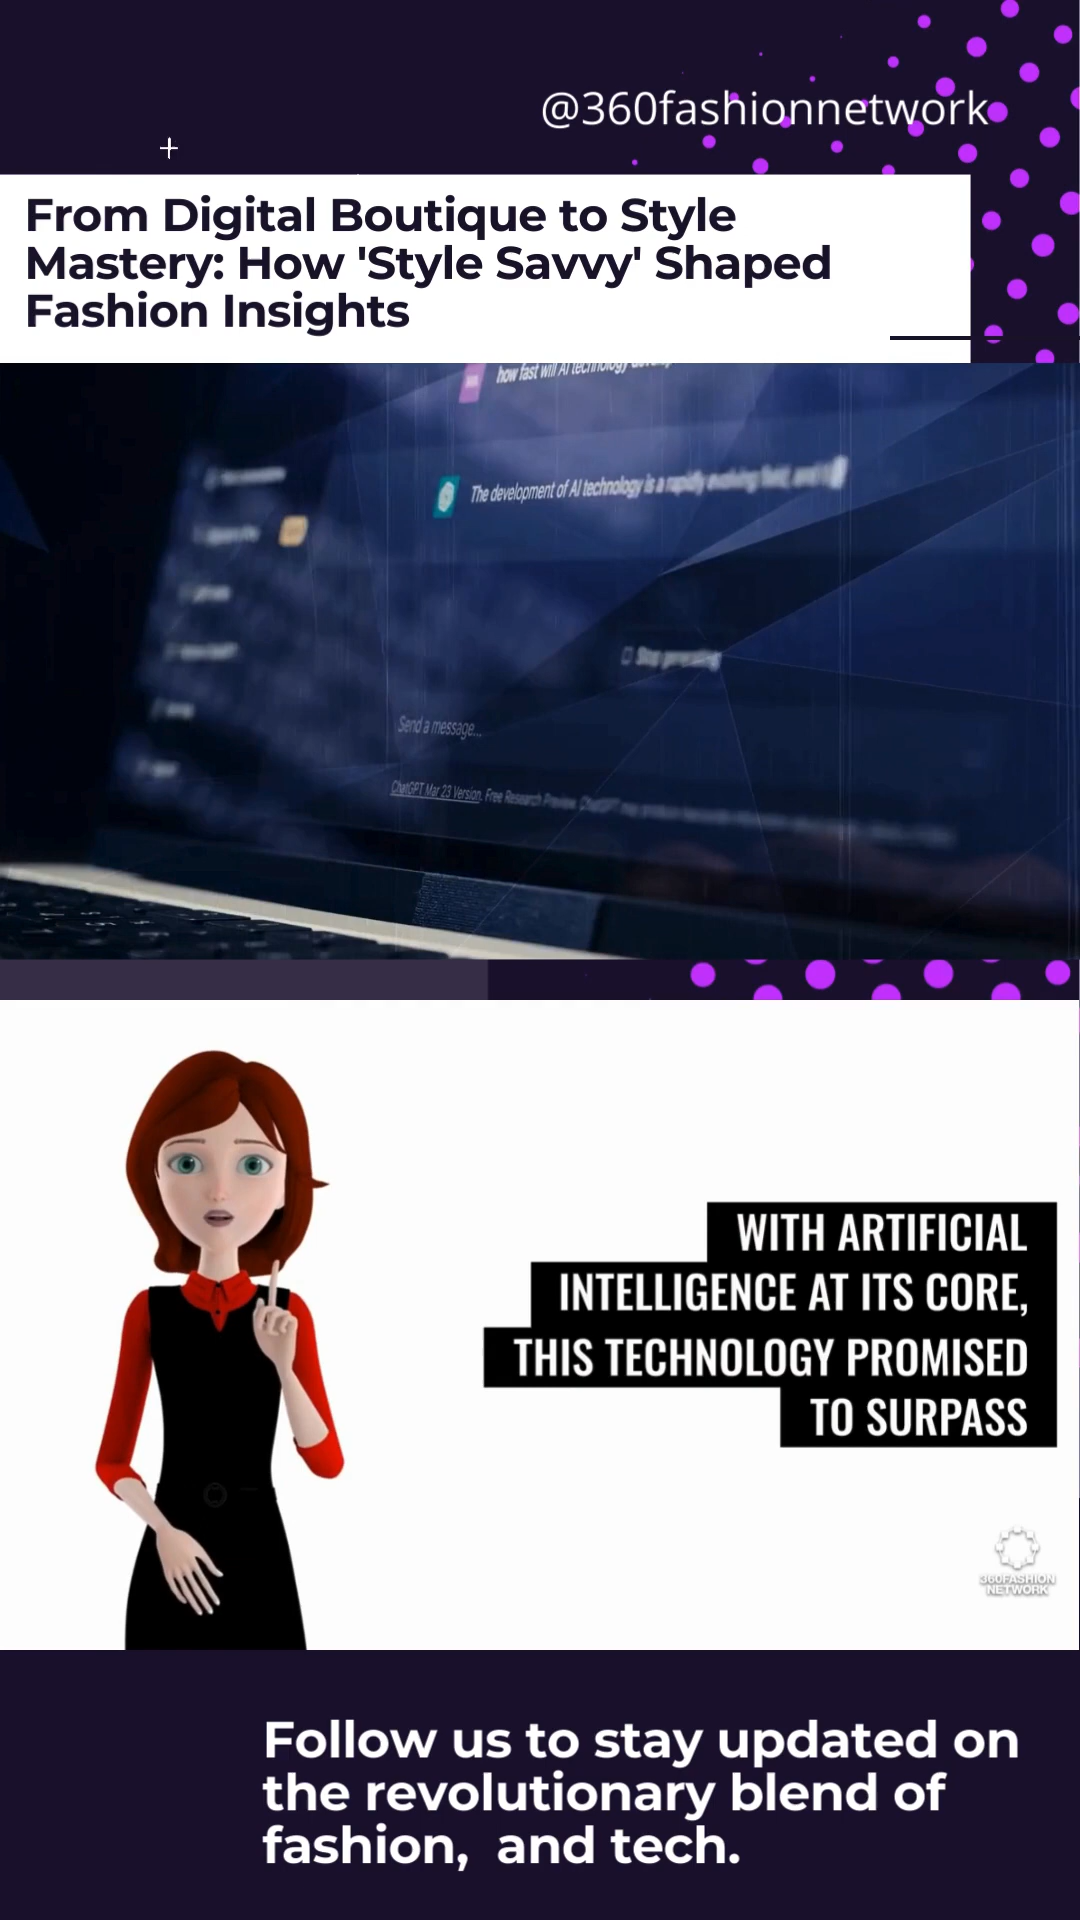 @360fashionnetwork
From Digital Boutique to Style
Mastery: How 'Style Savvy' Shaped
Fashion Insights
how fast will AI technology
The development of AI technology is a rapidly evolving field, and
Stop generating
Send a message...
ChatGPT Mar 23 Version. Free Research Preview. ChatGPT may produce
WITH ARTIFICIAL
INTELLIGENCE AT ITS CORE,
THIS TECHNOLOGY PROMISED
TO SURPASS
360FASHION
NETWORK
Follow us to stay updated on
the revolutionary blend of
fashion, and tech.